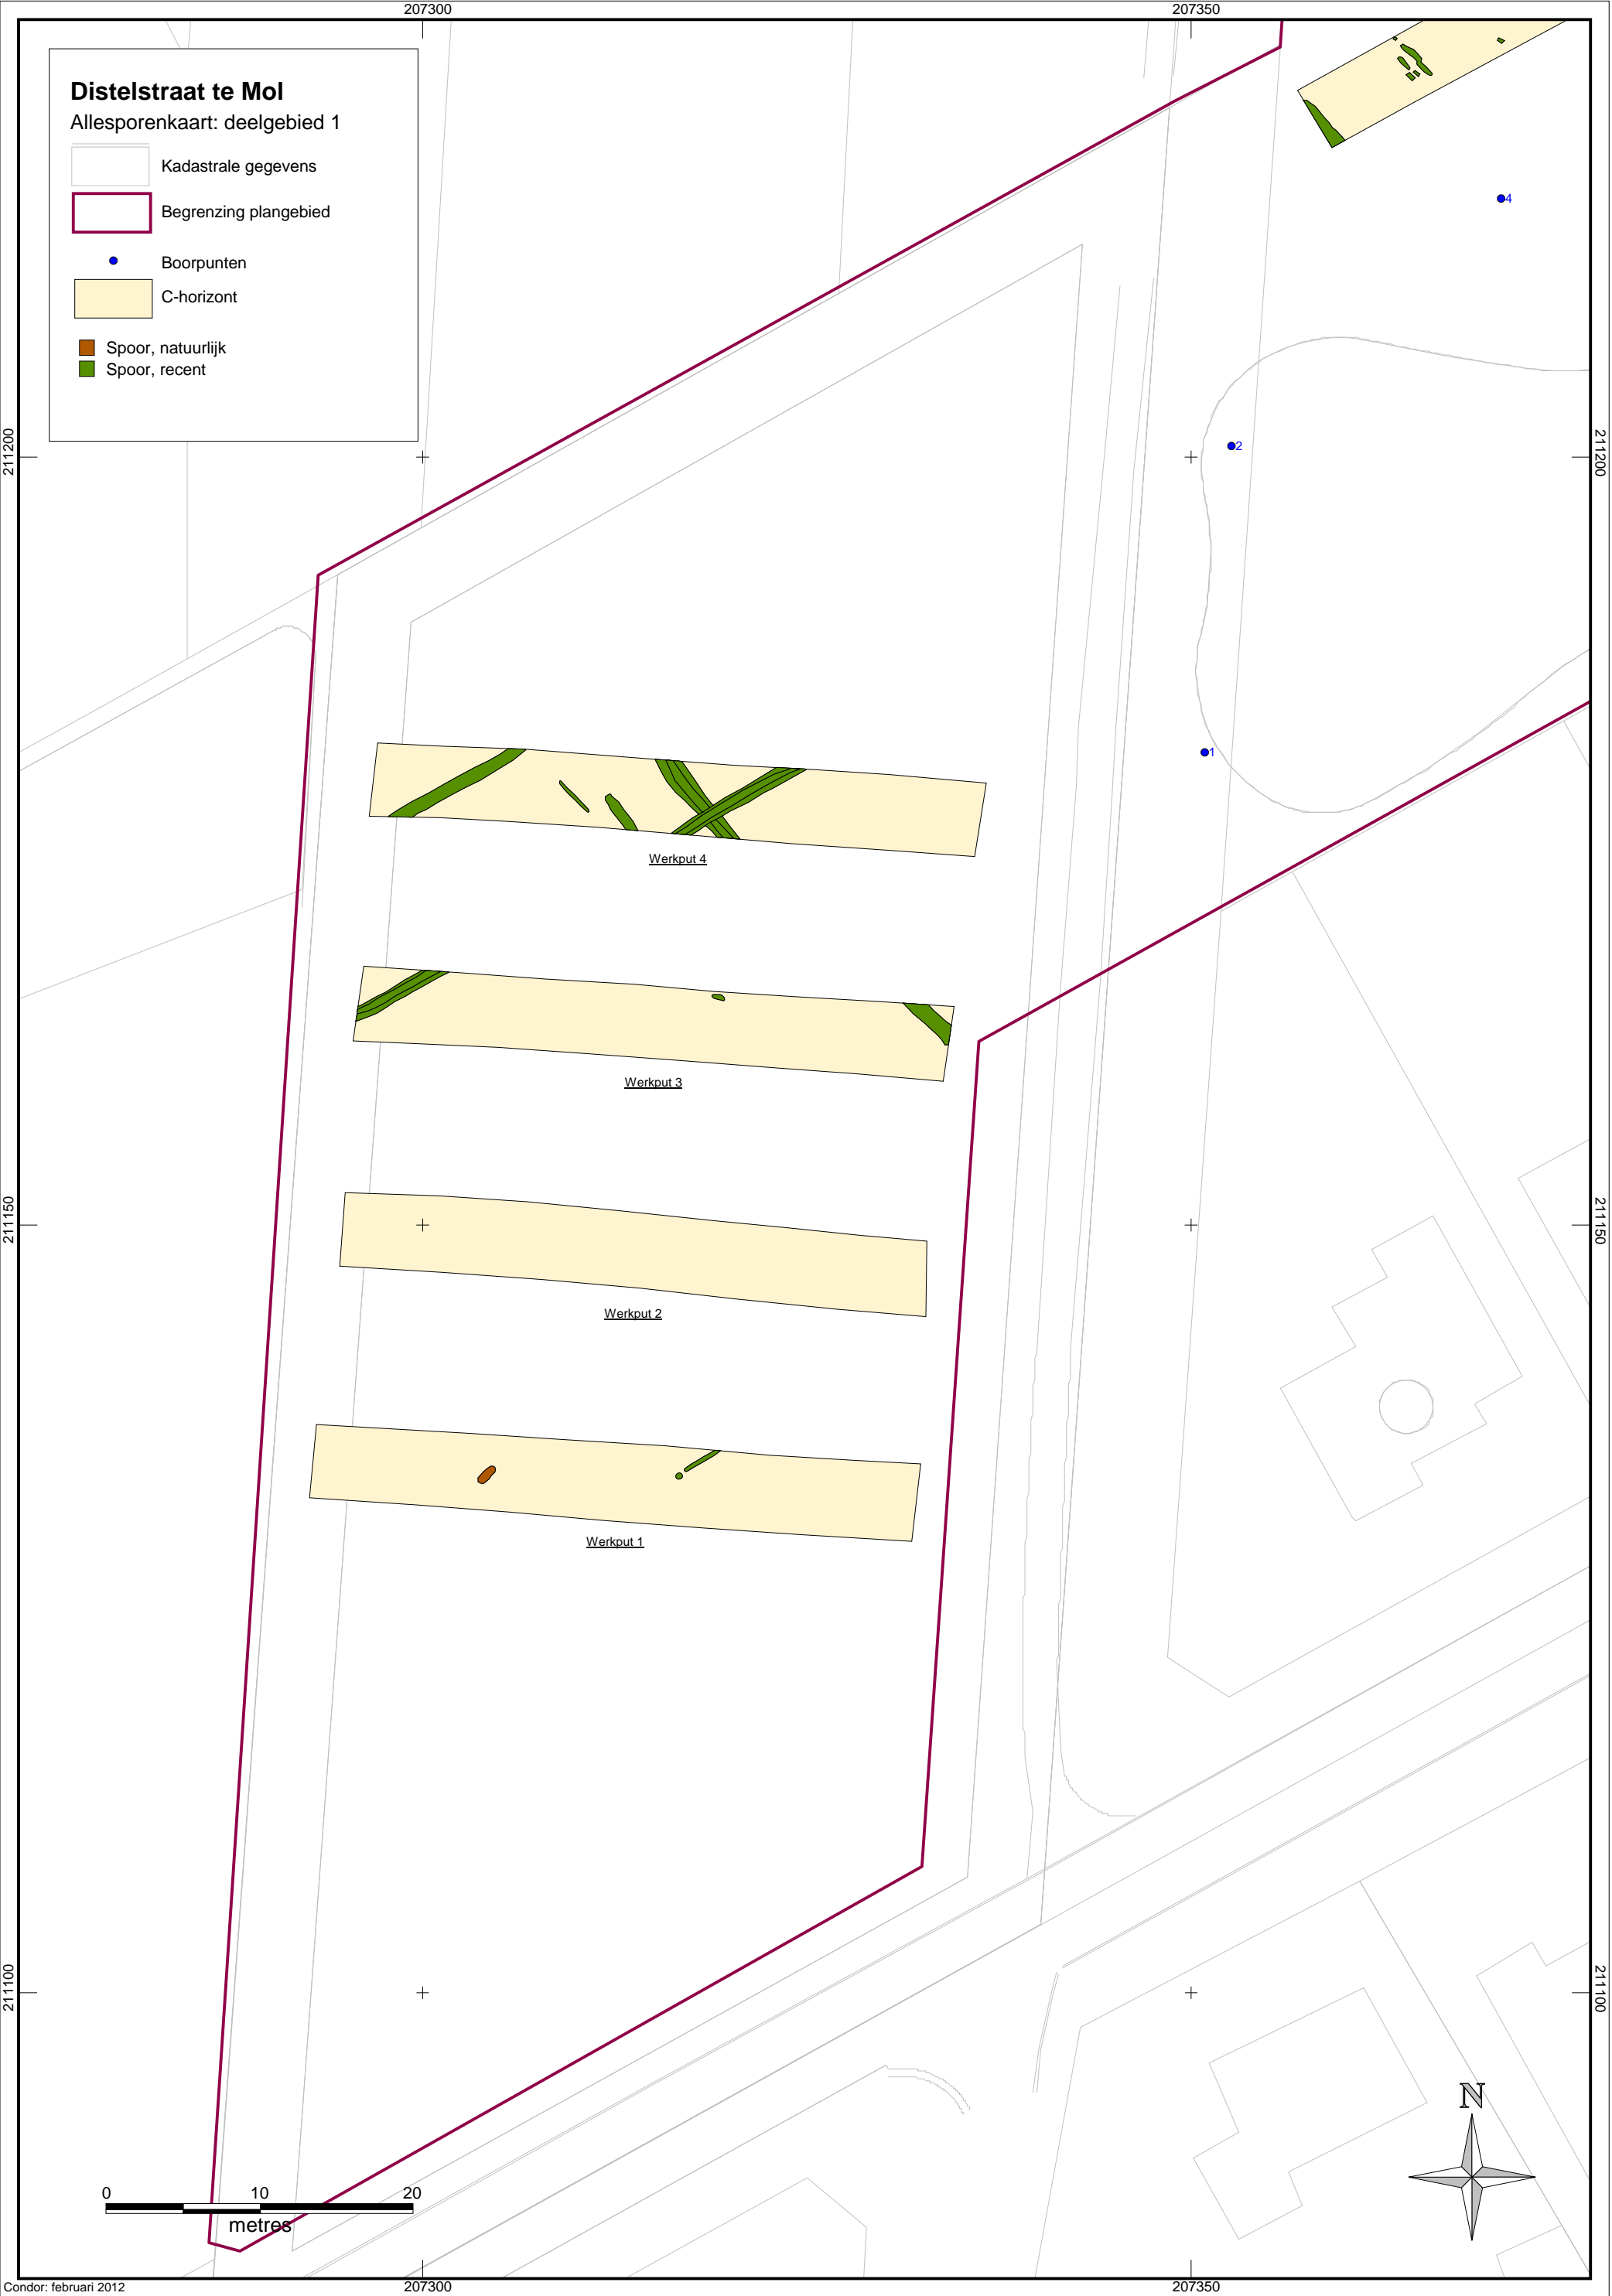 207300
207350
Distelstraat te Mol
Allesporenkaart: deelgebied 1
Kadastrale gegevens
Begrenzing plangebied
Boorpunten
C-horizont
Spoor, natuurlijk
Spoor, recent
4
2
211200
211200
1
Werkput 4
Werkput 3
211150
211150
Werkput 2
Werkput 1
211100
211100
N
0 10 20
metres
Condor: februari 2012
207300
207350